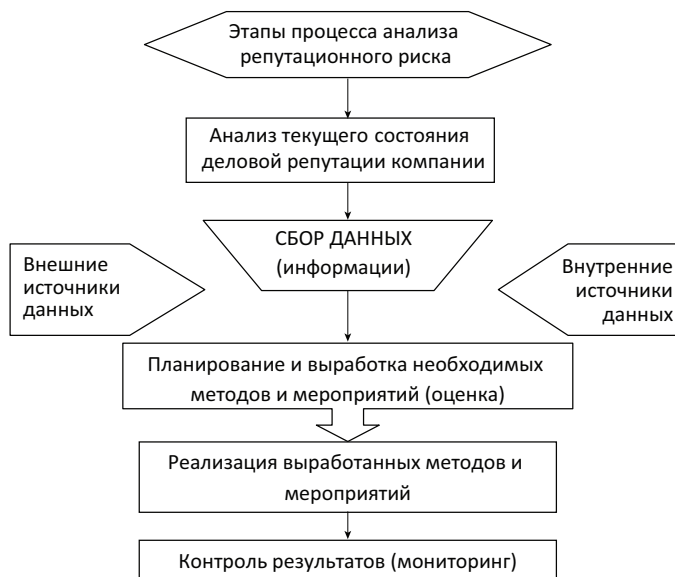 Этапы процесса анализа
репутационного риска
Анализ текущего состояния
деловой репутации компании
СБОР ДАННЫХ
(информации)
Внешние
источники
данных
Внутренние
источники
данных
Планирование и выработка необходимых
методов и мероприятий (оценка)
Реализация выработанных методов и
мероприятий
Контроль результатов (мониторинг)